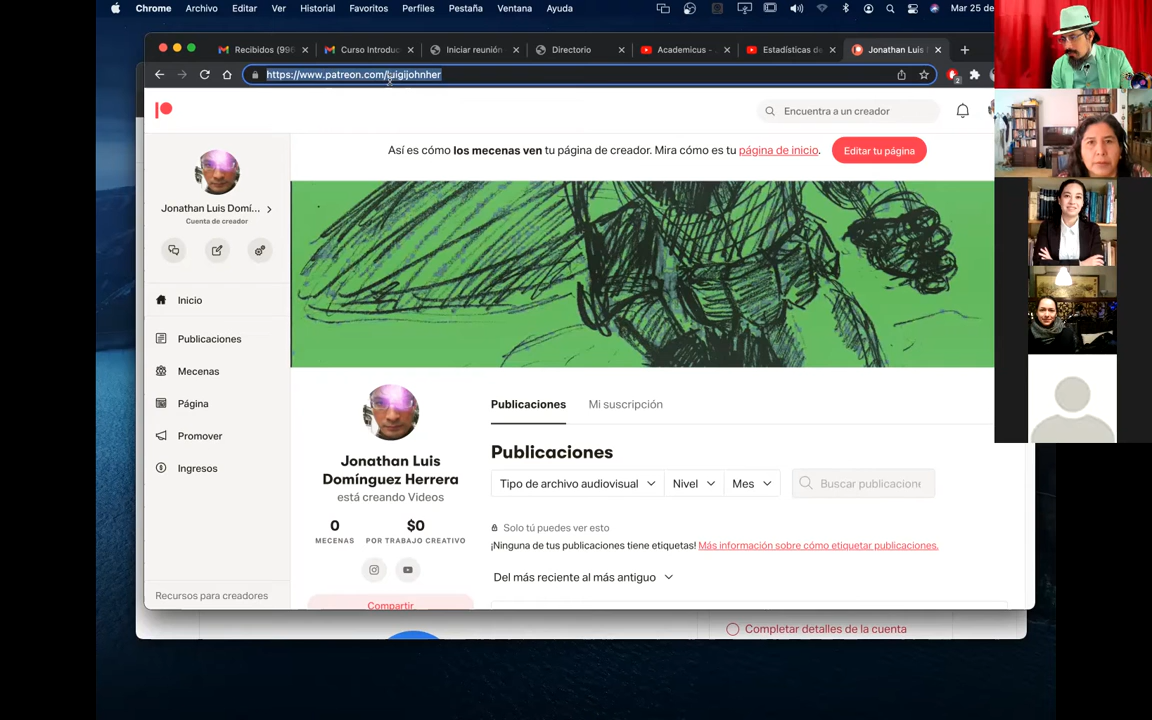 Chrome Archivo Editar Ver Historial Favoritos Perfiles Pestaña Ventana Ayuda Mar 25 de
Recibidos (996 Curso Introduc Iniciar reunión Directorio Academicus - Estadísticas de Jonathan Luis
https://www.patreon.com/luigijohnher
Encuentra a un creador
Así es cómo los mecenas ven tu página de creador. Mira cómo es tu página de inicio.
Editar tu página
Jonathan Luis Domí...
Cuenta de creador
Inicio
Publicaciones
Mecenas
Página
Promover
Ingresos
Recursos para creadores
Jonathan Luis
Domínguez Herrera
está creando Videos
0 $0
MECENAS POR TRABAJO CREATIVO
Compartir
Publicaciones Mi suscripción
Publicaciones
Tipo de archivo audiovisual Nivel Mes Buscar publicacione
Solo tú puedes ver esto
¡Ninguna de tus publicaciones tiene etiquetas! Más información sobre cómo etiquetar publicaciones.
Del más reciente al más antiguo
Completar detalles de la cuenta